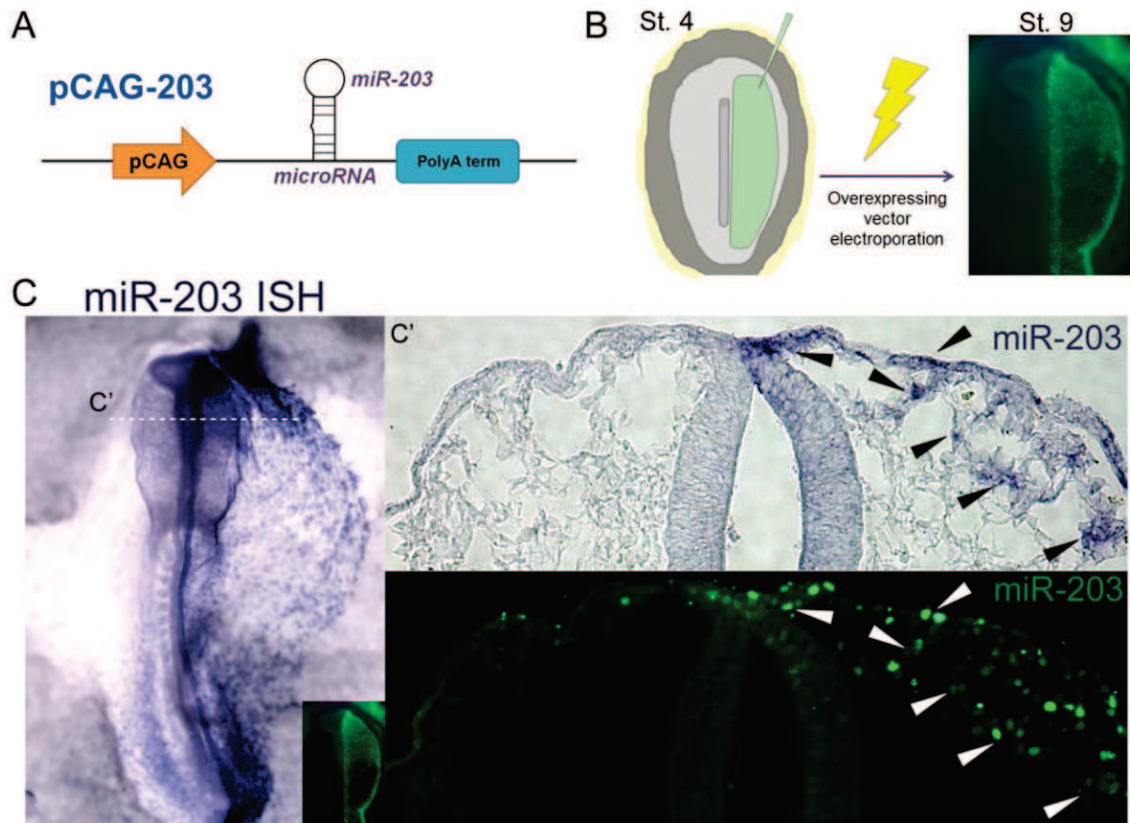 A
pCAG-203
miR-203
pCAG
microRNA
PolyA term
B
St. 4
St. 9
Overexpressing
vector
electroporation
C
miR-203 ISH
C'
C'
miR-203
miR-203